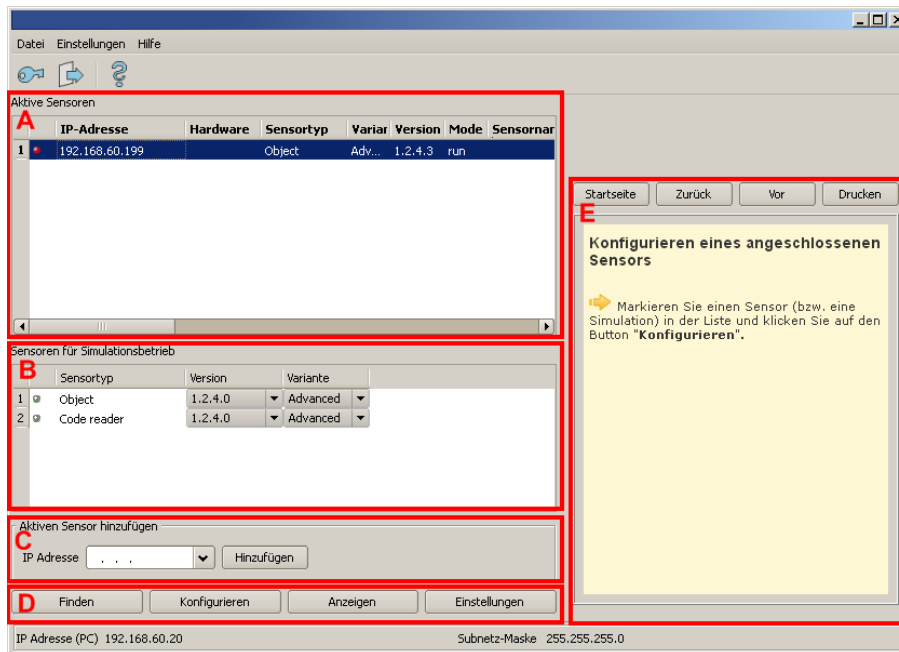 Datei Einstellungen Hilfe
Aktive Sensoren
A
IP-Adresse Hardware Sensortyp Variar Version Mode Sensornar
1 192.168.60.199 Object Adv... 1.2.4.3 run
Sensoren für Simulationsbetrieb
B
Sensortyp Version Variante
1 Object 1.2.4.0 Advanced
2 Code reader 1.2.4.0 Advanced
Aktiven Sensor hinzufügen
C
IP Adresse . . . Hinzufügen
D
Finden Konfigurieren Anzeigen Einstellungen
Startseite Zurück Vor Drucken
E
Konfigurieren eines angeschlossenen
Sensors
Markieren Sie einen Sensor (bzw. eine
Simulation) in der Liste und klicken Sie auf den
Button "Konfigurieren".
IP Adresse (PC) 192.168.60.20 Subnetz-Maske 255.255.255.0